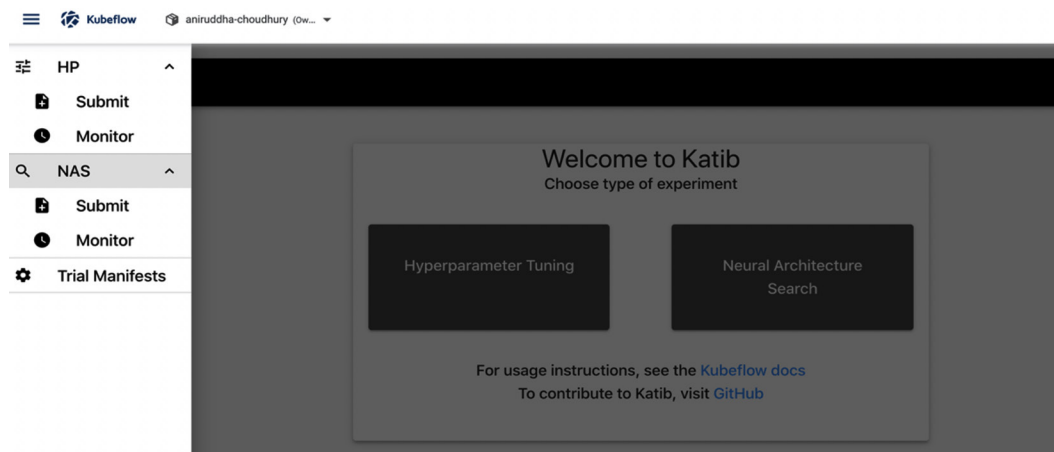 Kubeflow aniruddha-choudhury (Ow...
HP
Submit
Monitor
NAS
Submit
Monitor
Trial Manifests
Welcome to Katib
Choose type of experiment
Hyperparameter Tuning
Neural Architecture
Search
For usage instructions, see the Kubeflow docs
To contribute to Katib, visit GitHub